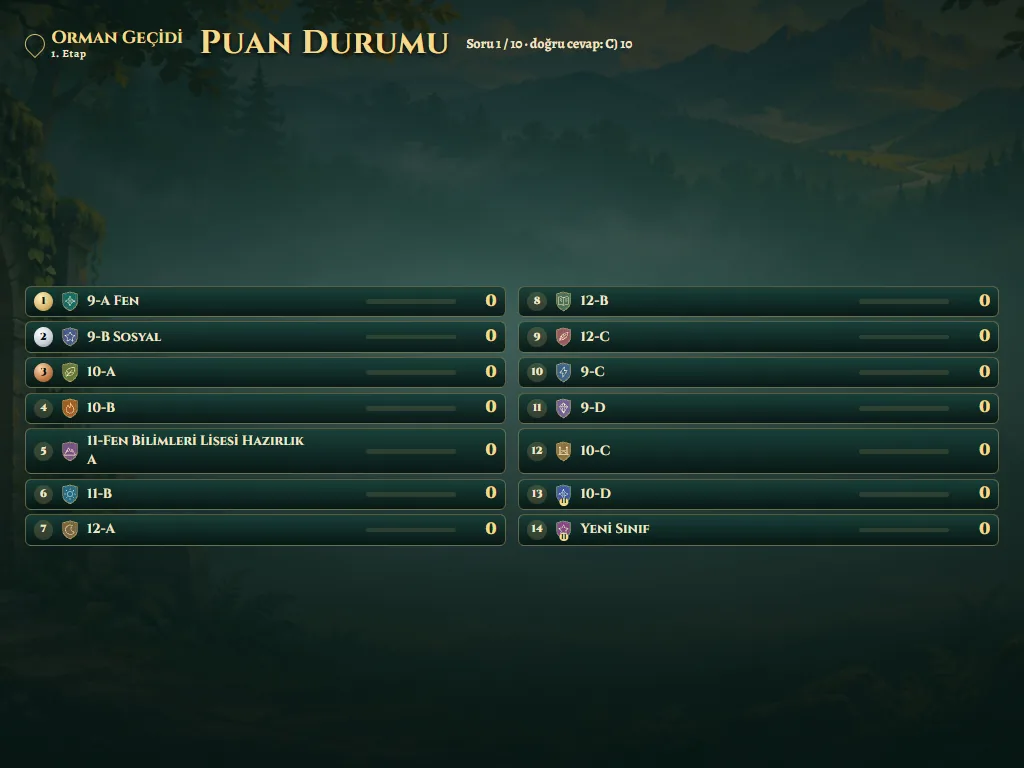 Orman Geçidi
1. Etap
Puan Durumu
Soru 1 / 10 · doğru cevap: C) 10
1 9-A Fen 0
2 9-B Sosyal 0
3 10-A 0
4 10-B 0
5 11-Fen Bilimleri Lisesi Hazırlık
A 0
6 11-B 0
7 12-A 0
8 12-B 0
9 12-C 0
10 9-C 0
11 9-D 0
12 10-C 0
13 10-D 0
14 Yeni Sınıf 0